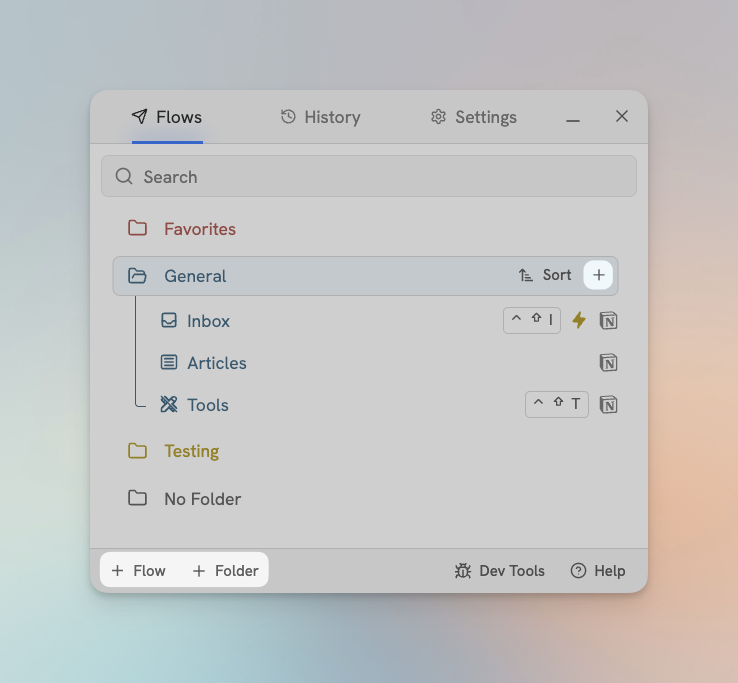 Flows History Settings
Search
Favorites
General Sort
Inbox ^ ⇧ I N
Articles N
Tools ^ ⇧ T N
Testing
No Folder
+ Flow + Folder Dev Tools ? Help